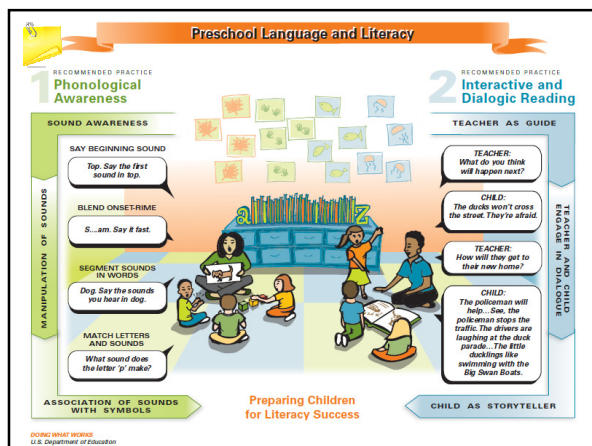 Preschool Language and Literacy
1
RECOMMENDED PRACTICE
Phonological
Awareness
SOUND AWARENESS
SAY BEGINNING SOUND
Top. Say the first
sound in top.
BLEND ONSET-RIME
S....am. Say it fast.
SEGMENT SOUNDS
IN WORDS
Dog. Say the sounds
you hear in dog.
MATCH LETTERS
AND SOUNDS
What sound does
the letter 'p' make?
MANIPULATION OF SOUNDS
ASSOCIATION OF SOUNDS
WITH SYMBOLS
a z
2
RECOMMENDED PRACTICE
Interactive and
Dialogic Reading
TEACHER AS GUIDE
TEACHER:
What do you think
will happen next?
CHILD:
The ducks won't cross
the street. They're afraid.
TEACHER:
How will they get to
their new home?
CHILD:
The policeman will
help...See, the
policeman stops the
traffic. The drivers are
laughing at the duck
parade...The little
ducklings like
swimming with the
Big Swan Boats.
TEACHER AND CHILD
ENGAGE IN DIALOGUE
CHILD AS STORYTELLER
Preparing Children
for Literacy Success
DOING WHAT WORKS
U.S. Department of Education